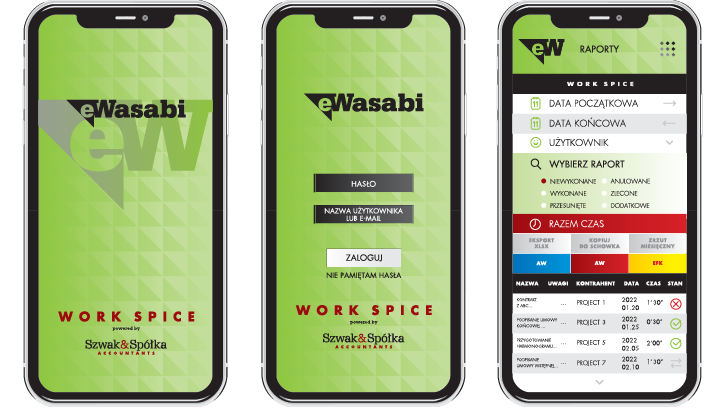 eWasabi
eW
WORK SPICE
powered by
Szwak&Spółka
ACCOUNTANTS
eWasabi
HASŁO
NAZWA UŻYTKOWNIKA
LUB E-MAIL
ZALOGUJ
NIE PAMIĘTAM HASŁA
WORK SPICE
powered by
Szwak&Spółka
ACCOUNTANTS
eW RAPORTY
WORK SPICE
11 DATA POCZĄTKOWA
11 DATA KOŃCOWA
UŻYTKOWNIK
WYBIERZ RAPORT
NIEWYKONANE ANULOWANE
WYKONANE ZLECONE
PRZESUNIĘTE DODATKOWE
RAZEM CZAS
EKSPORT
XLSX
KOPIUJ
DO SCHOWKA
ZRZUT
MIESIĘCZNY
AW AW EFK
NAZWA UWAGI KONTRAHENT DATA CZAS STAN
KONTRAKT
Z ABC... ... PROJECT 1 2022
01.20 1'30"
PODPISANIE UMOWY
KOŃCOWEJ... ... PROJECT 3 2022
01.25 0'30"
PRZYGOTOWANIE
... PROJECT 5 2022
02.05 2'00"
PODPISANIE
UMOWY WSTĘPNEJ... ... PROJECT 7 2022
02.10 1'30"